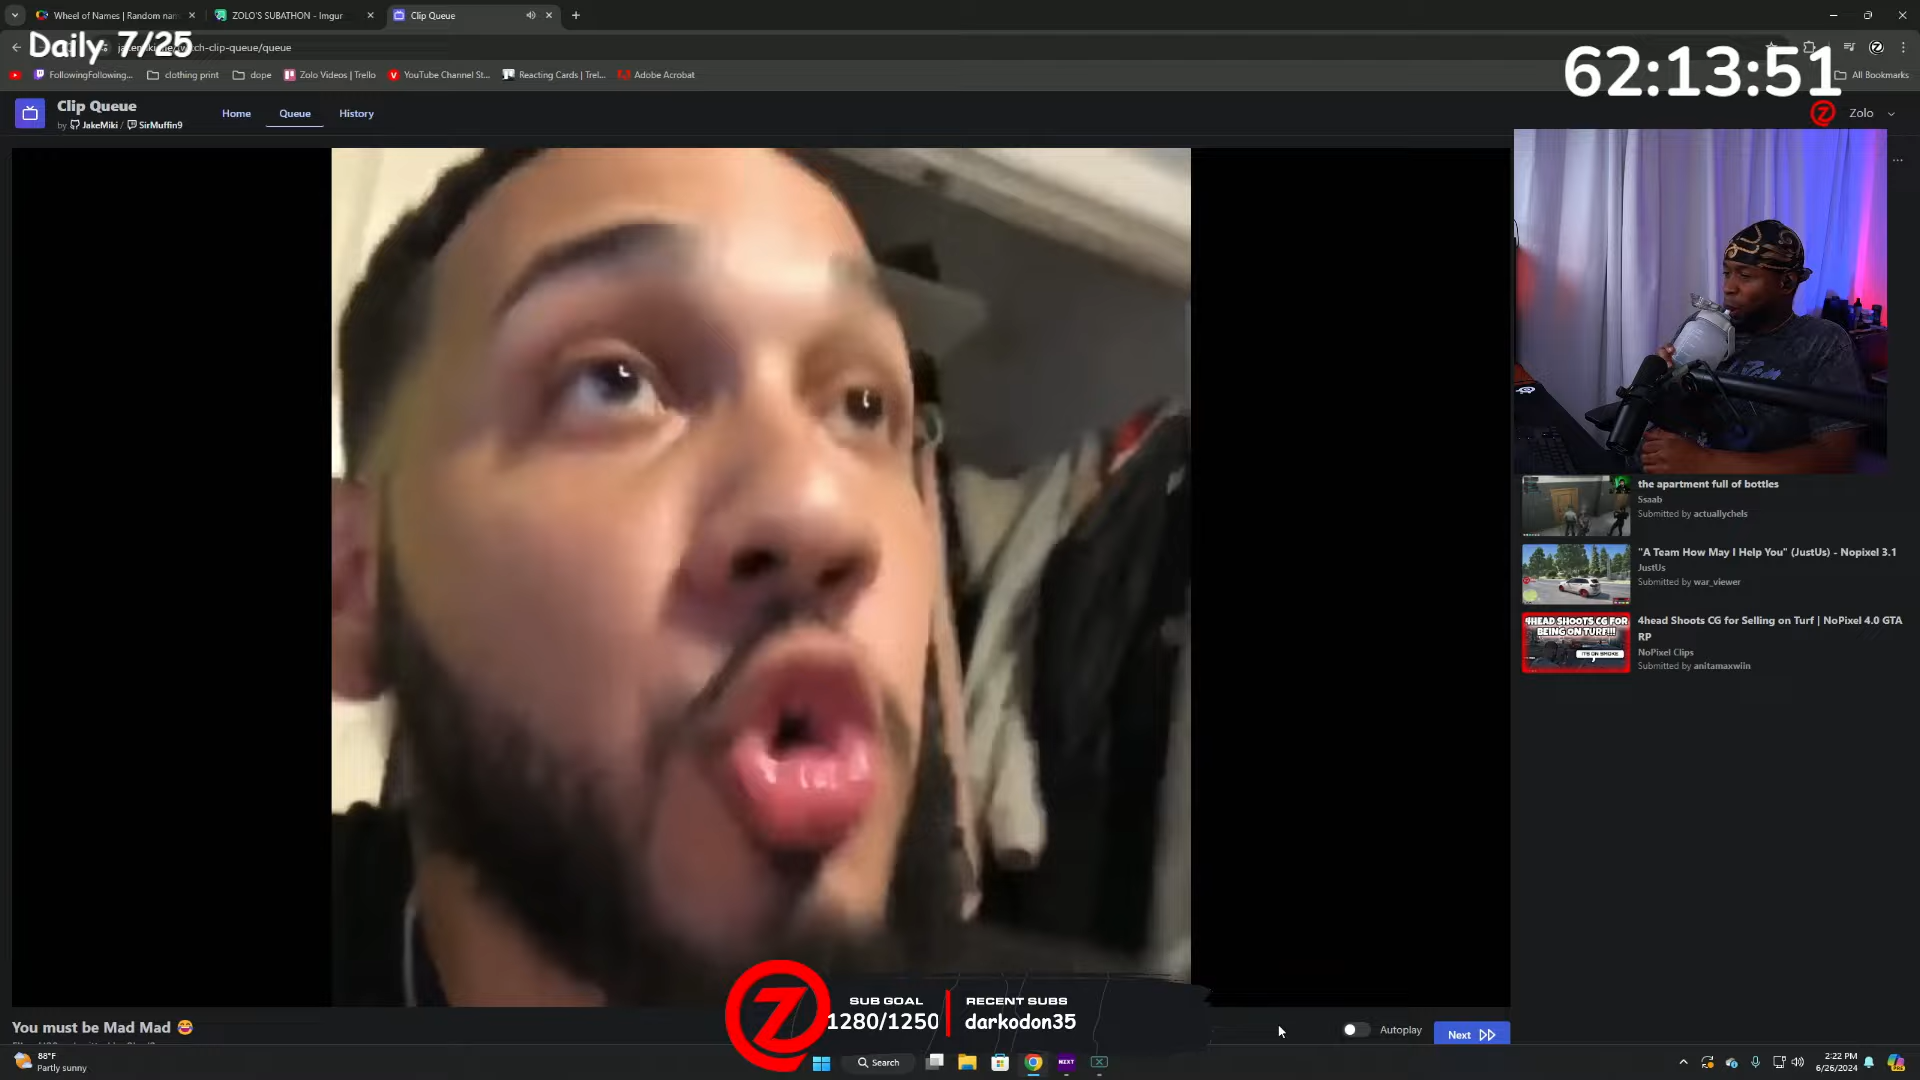 Wheel of Names | Random nam
ZOLO'S SUBATHON - Imgur
Clip Queue
Daily 7/25
ch-clip-queue/queue
62:13:51
FollowingFollowing...
clothing print
dope
Zolo Videos | Trello
YouTube Channel St...
Reacting Cards | Trel...
Adobe Acrobat
All Bookmarks
Clip Queue
by JakeMiki / SirMuffin9
Home
Queue
History
Zolo
the apartment full of bottles
Ssaab
Submitted by actuallychels
"A Team How May I Help You" (JustUs) - Nopixel 3.1
JustUs
Submitted by war_viewer
4HEAD SHOOTS CG FOR
BEING ON TURF!!!
4head Shoots CG for Selling on Turf | NoPixel 4.0 GTA
RP
NoPixel Clips
Submitted by anitamaxwiin
You must be Mad Mad 😂
SUB GOAL
1280/1250
RECENT SUBS
darkodon35
Autoplay
Next
88°F
Partly sunny
Search
2:22 PM
6/26/2024